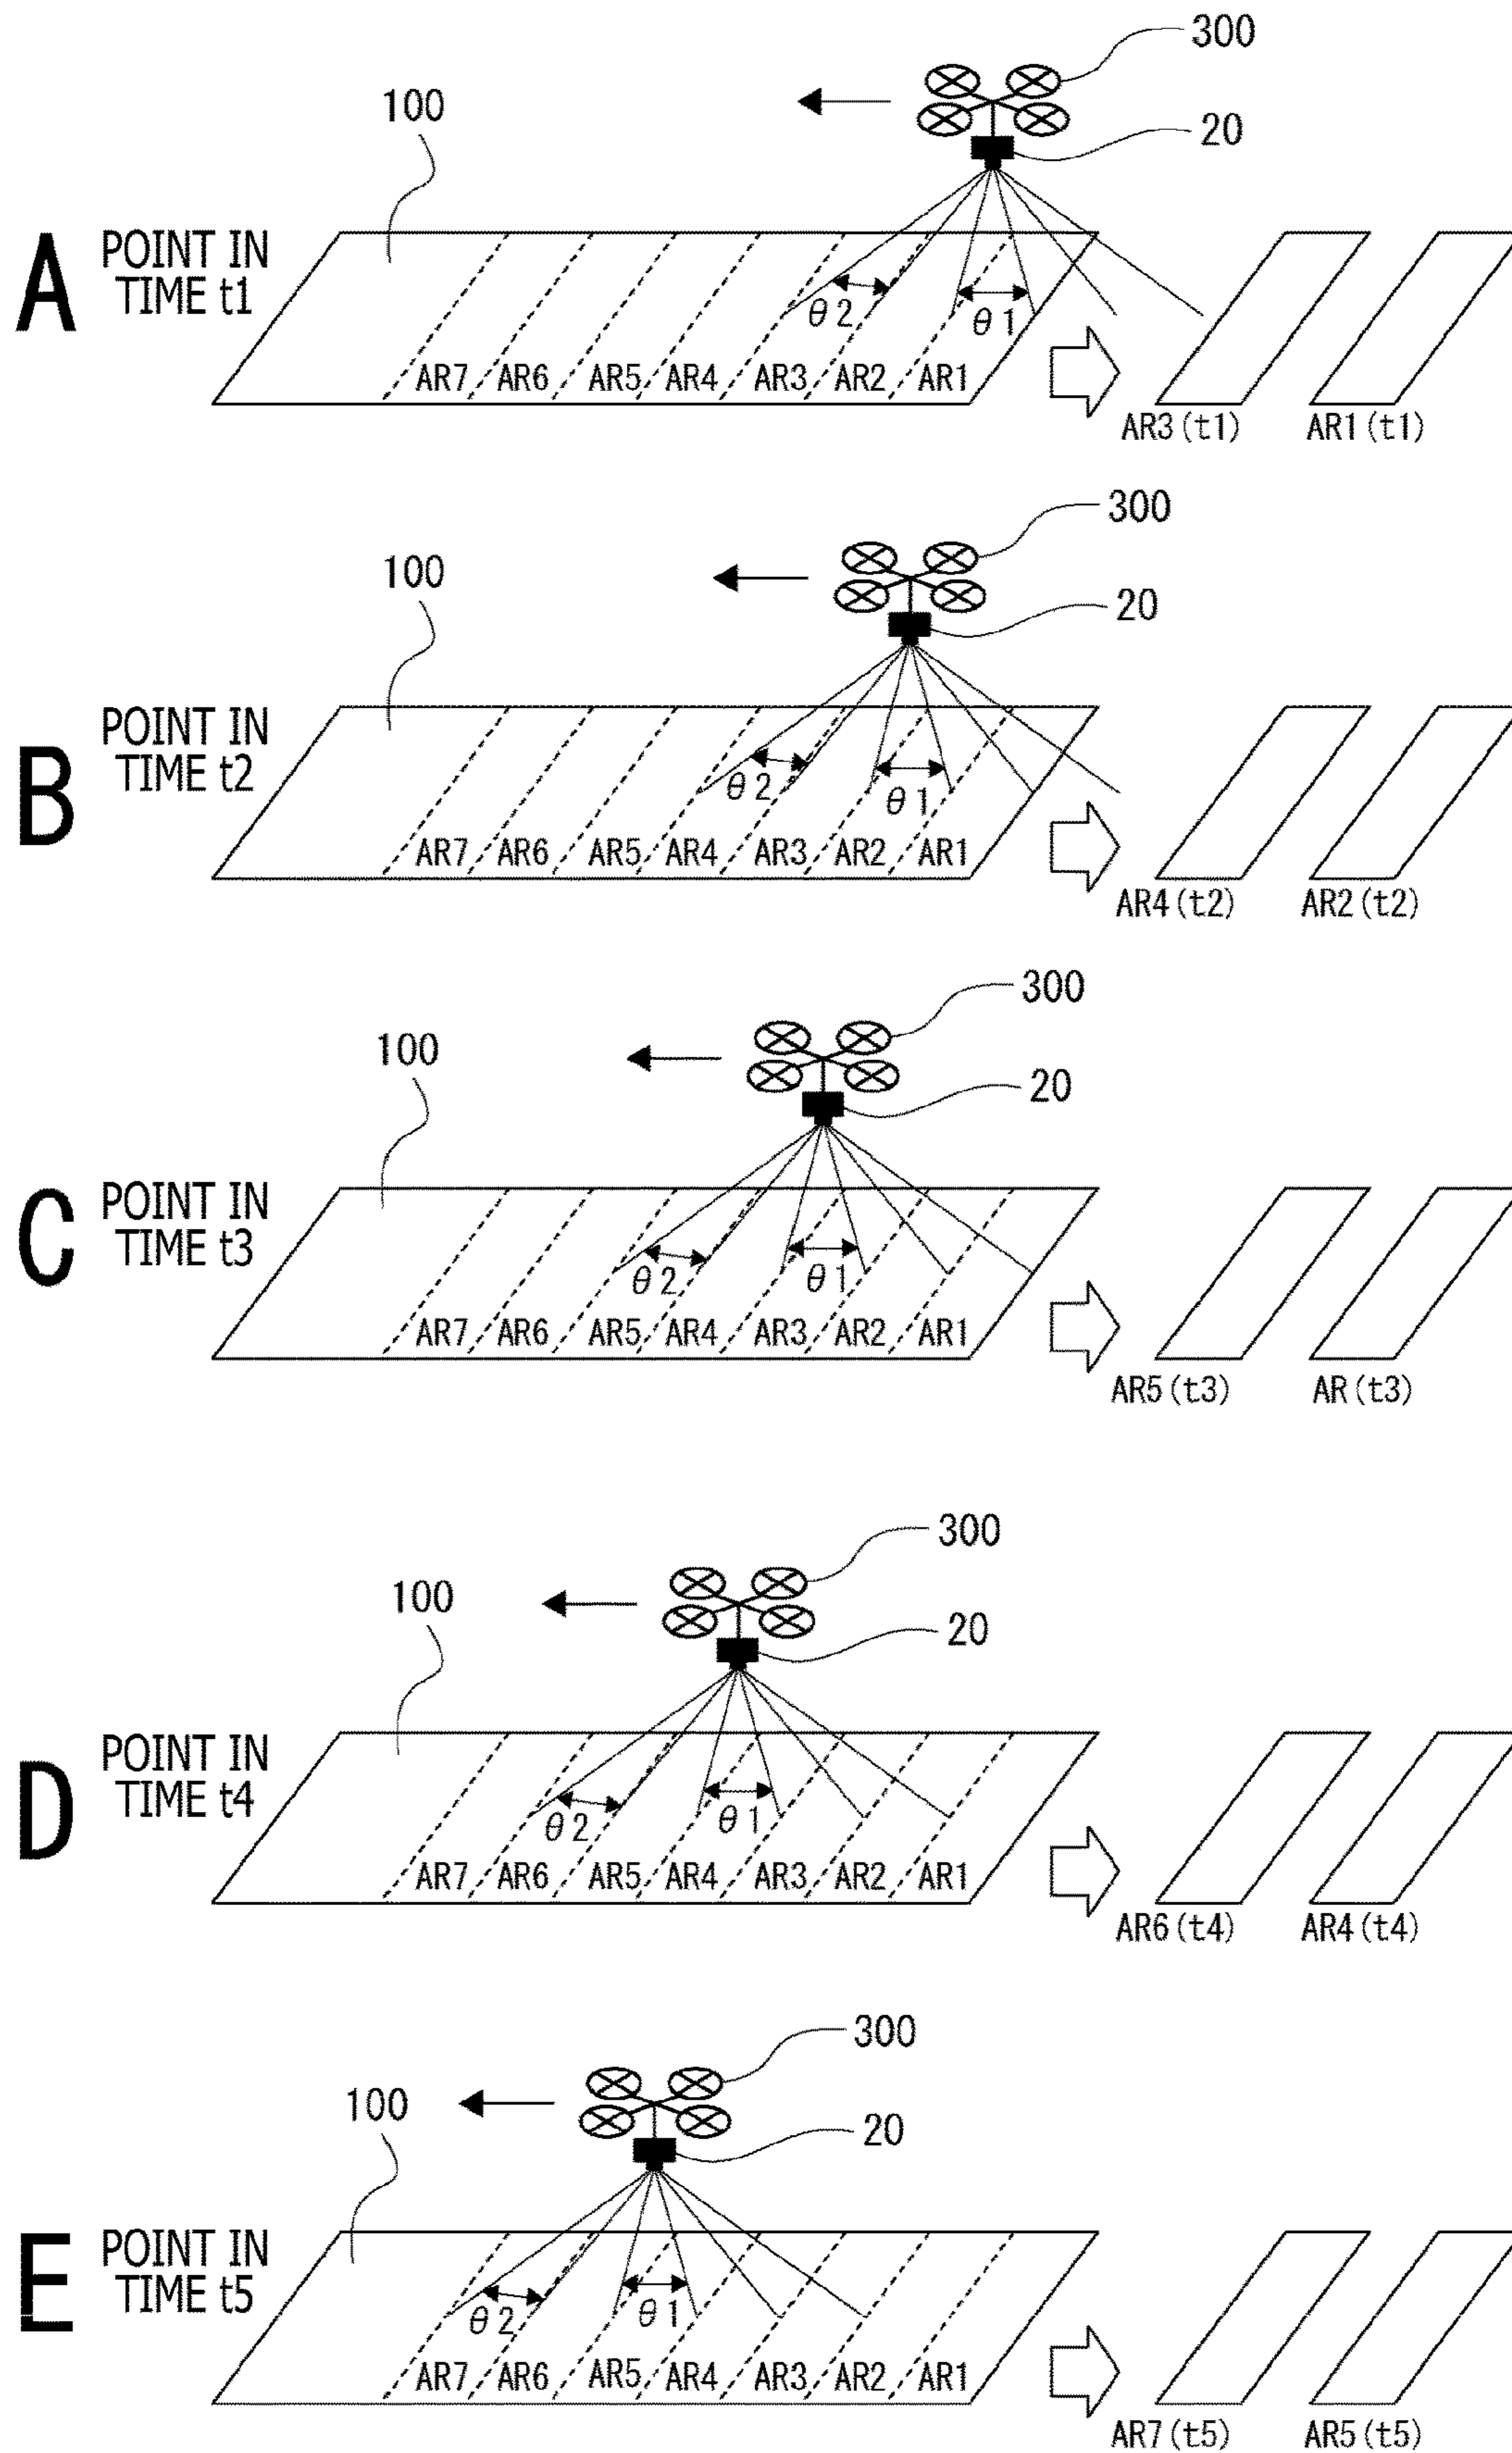 300
100
20
A
POINT IN
TIME t1
θ2
θ1
AR7 AR6 AR5 AR4 AR3 AR2 AR1
AR3(t1) AR1(t1)
300
100
20
B
POINT IN
TIME t2
θ2
θ1
AR7 AR6 AR5 AR4 AR3 AR2 AR1
AR4(t2) AR2(t2)
300
100
20
C
POINT IN
TIME t3
θ2
θ1
AR7 AR6 AR5 AR4 AR3 AR2 AR1
AR5(t3) AR(t3)
300
100
20
D
POINT IN
TIME t4
θ2
θ1
AR7 AR6 AR5 AR4 AR3 AR2 AR1
AR6(t4) AR4(t4)
300
100
20
E
POINT IN
TIME t5
θ2
θ1
AR7 AR6 AR5 AR4 AR3 AR2 AR1
AR7(t5) AR5(t5)